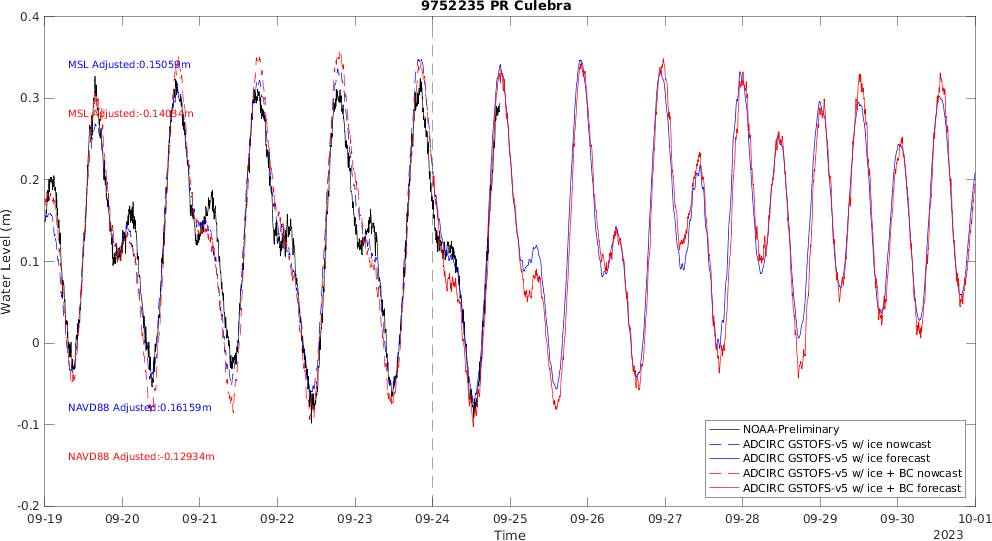 9752235 PR Culebra
0.4
0.3
0.2
0.1
0
-0.1
-0.2
Water Level (m)
MSL Adjusted:0.15059m
MSL Adjusted:-0.14034m
NAVD88 Adjusted:0.16159m
NAVD88 Adjusted:-0.12934m
NOAA-Preliminary
ADCIRC GSTOFS-v5 w/ ice nowcast
ADCIRC GSTOFS-v5 w/ ice forecast
ADCIRC GSTOFS-v5 w/ ice + BC nowcast
ADCIRC GSTOFS-v5 w/ ice + BC forecast
09-19 09-20 09-21 09-22 09-23 09-24 09-25 09-26 09-27 09-28 09-29 09-30 10-01
Time
2023